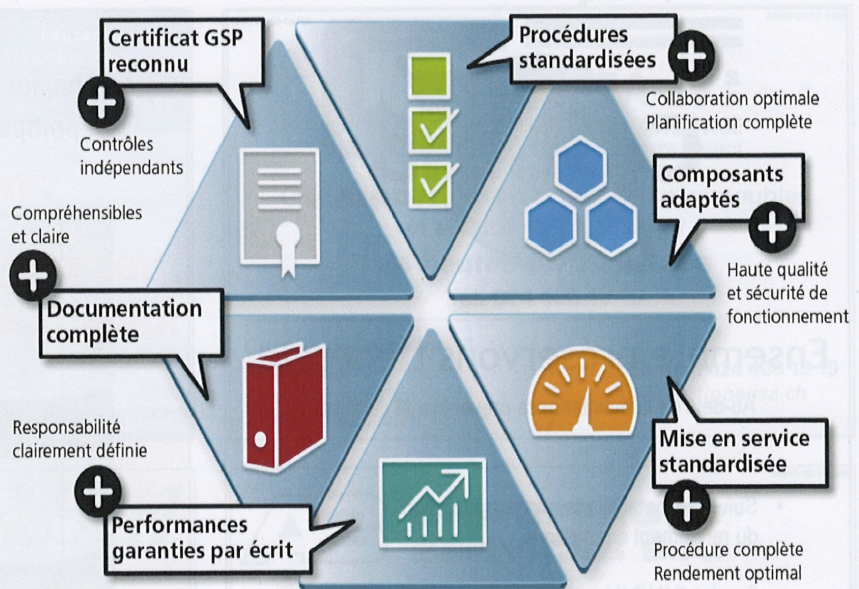 Certificat GSP
reconnu
Contrôles
indépendants
Procédures
standardisées
Collaboration optimale
Planification complète
Composants
adaptés
Haute qualité
et sécurité de
fonctionnement
Compréhensibles
et claire
Documentation
complète
Responsabilité
clairement définie
Performances
garanties par écrit
Mise en service
standardisée
Procédure complète
Rendement optimal